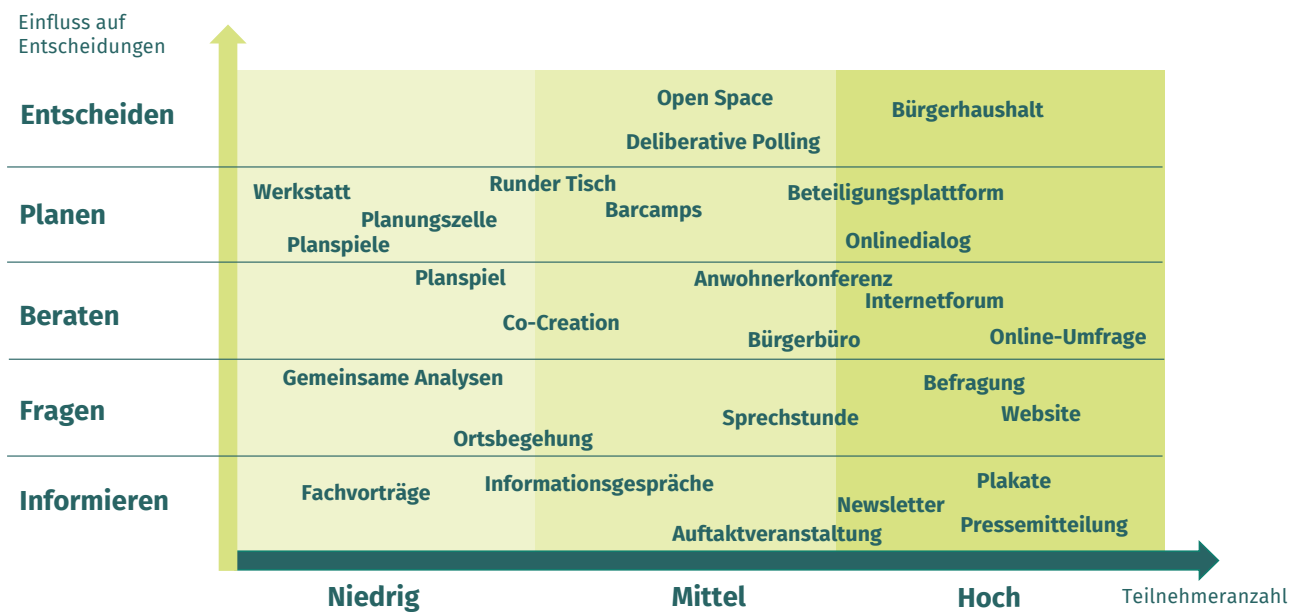 Einfluss auf
Entscheidungen
Entscheiden
Open Space
Bürgerhaushalt
Deliberative Polling
Planen
Werkstatt
Runder Tisch
Beteiligungsplattform
Planungszelle
Barcamps
Planspiele
Onlinedialog
Beraten
Planspiel
Anwohnerkonferenz
Internetforum
Co-Creation
Bürgerbüro
Online-Umfrage
Fragen
Gemeinsame Analysen
Befragung
Sprechstunde
Website
Ortsbegehung
Informieren
Fachvorträge
Informationsgespräche
Plakate
Newsletter
Auftaktveranstaltung
Pressemitteilung
Niedrig
Mittel
Hoch
Teilnehmeranzahl